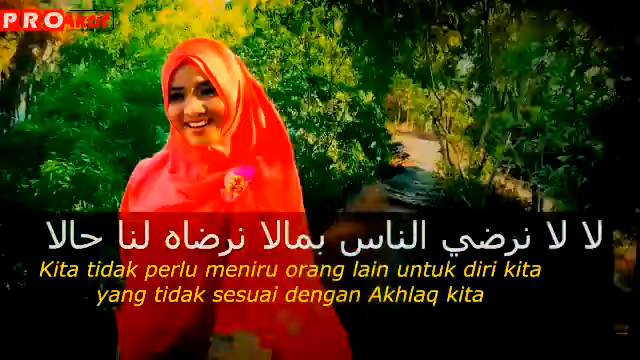 PROAktif
لا لا نرضي الناس بمالا نرضاه لنا حالا
Kita tidak perlu meniru orang lain untuk diri kita
yang tidak sesuai dengan Akhlaq kita